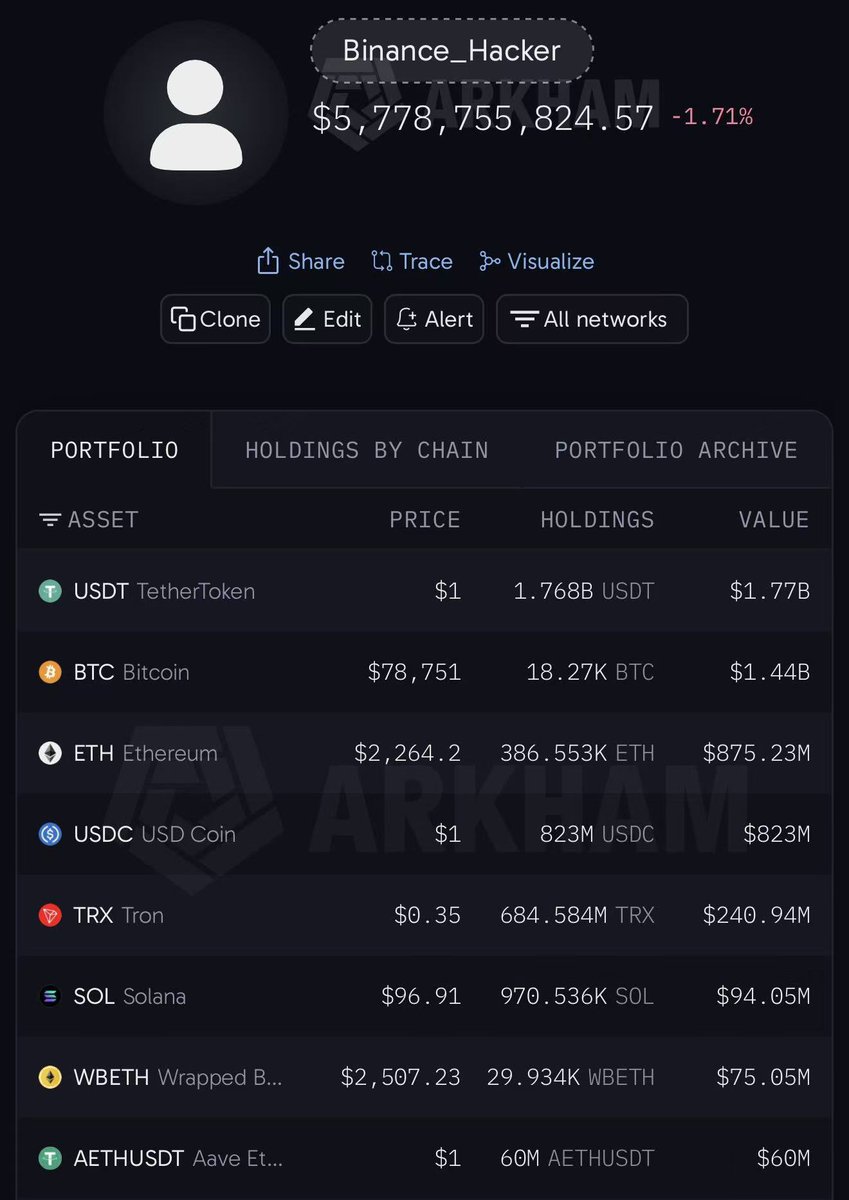 Binance_Hacker
ARKHAM
$5,778,755,824.57 -1.71%
Share Trace Visualize
Clone Edit Alert All networks
PORTFOLIO HOLDINGS BY CHAIN PORTFOLIO ARCHIVE
ASSET PRICE HOLDINGS VALUE
USDT TetherToken $1 1.768B USDT $1.77B
BTC Bitcoin $78,751 18.27K BTC $1.44B
ETH Ethereum $2,264.2 386.553K ETH $875.23M
ARKHAM
USDC USD Coin $1 823M USDC $823M
TRX Tron $0.35 684.584M TRX $240.94M
SOL Solana $96.91 970.536K SOL $94.05M
WBETH Wrapped B... $2,507.23 29.934K WBETH $75.05M
AETHUSDT Aave Et... $1 60M AETHUSDT $60M